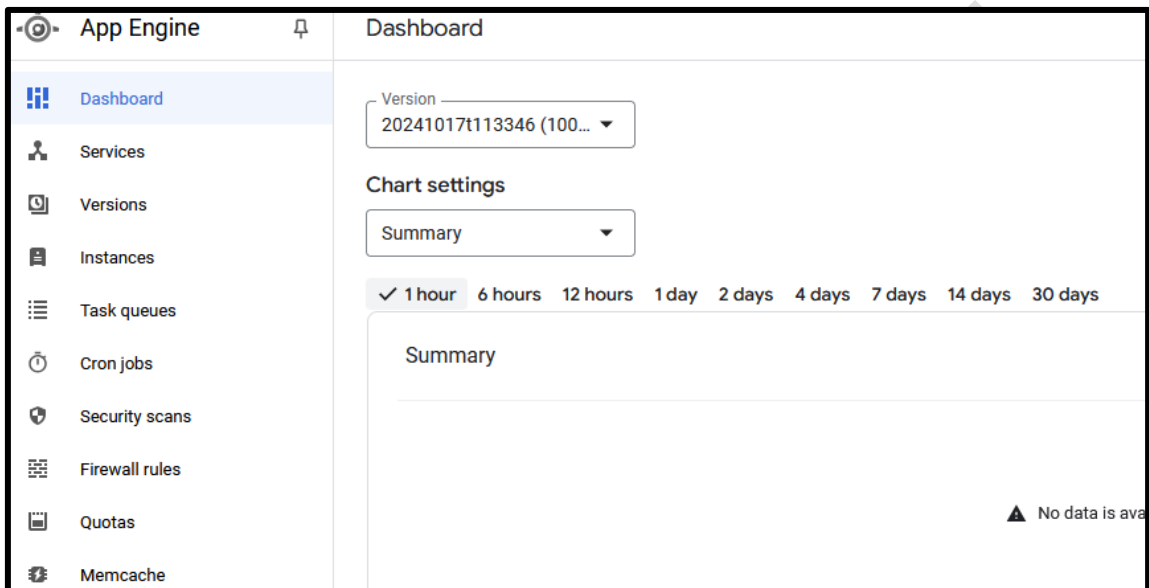 App Engine
Dashboard
Services
Versions
Instances
Task queues
Cron jobs
Security scans
Firewall rules
Quotas
Memcache
Dashboard
Version
20241017t113346 (100...
Chart settings
Summary
1 hour 6 hours 12 hours 1 day 2 days 4 days 7 days 14 days 30 days
Summary
No data is ava